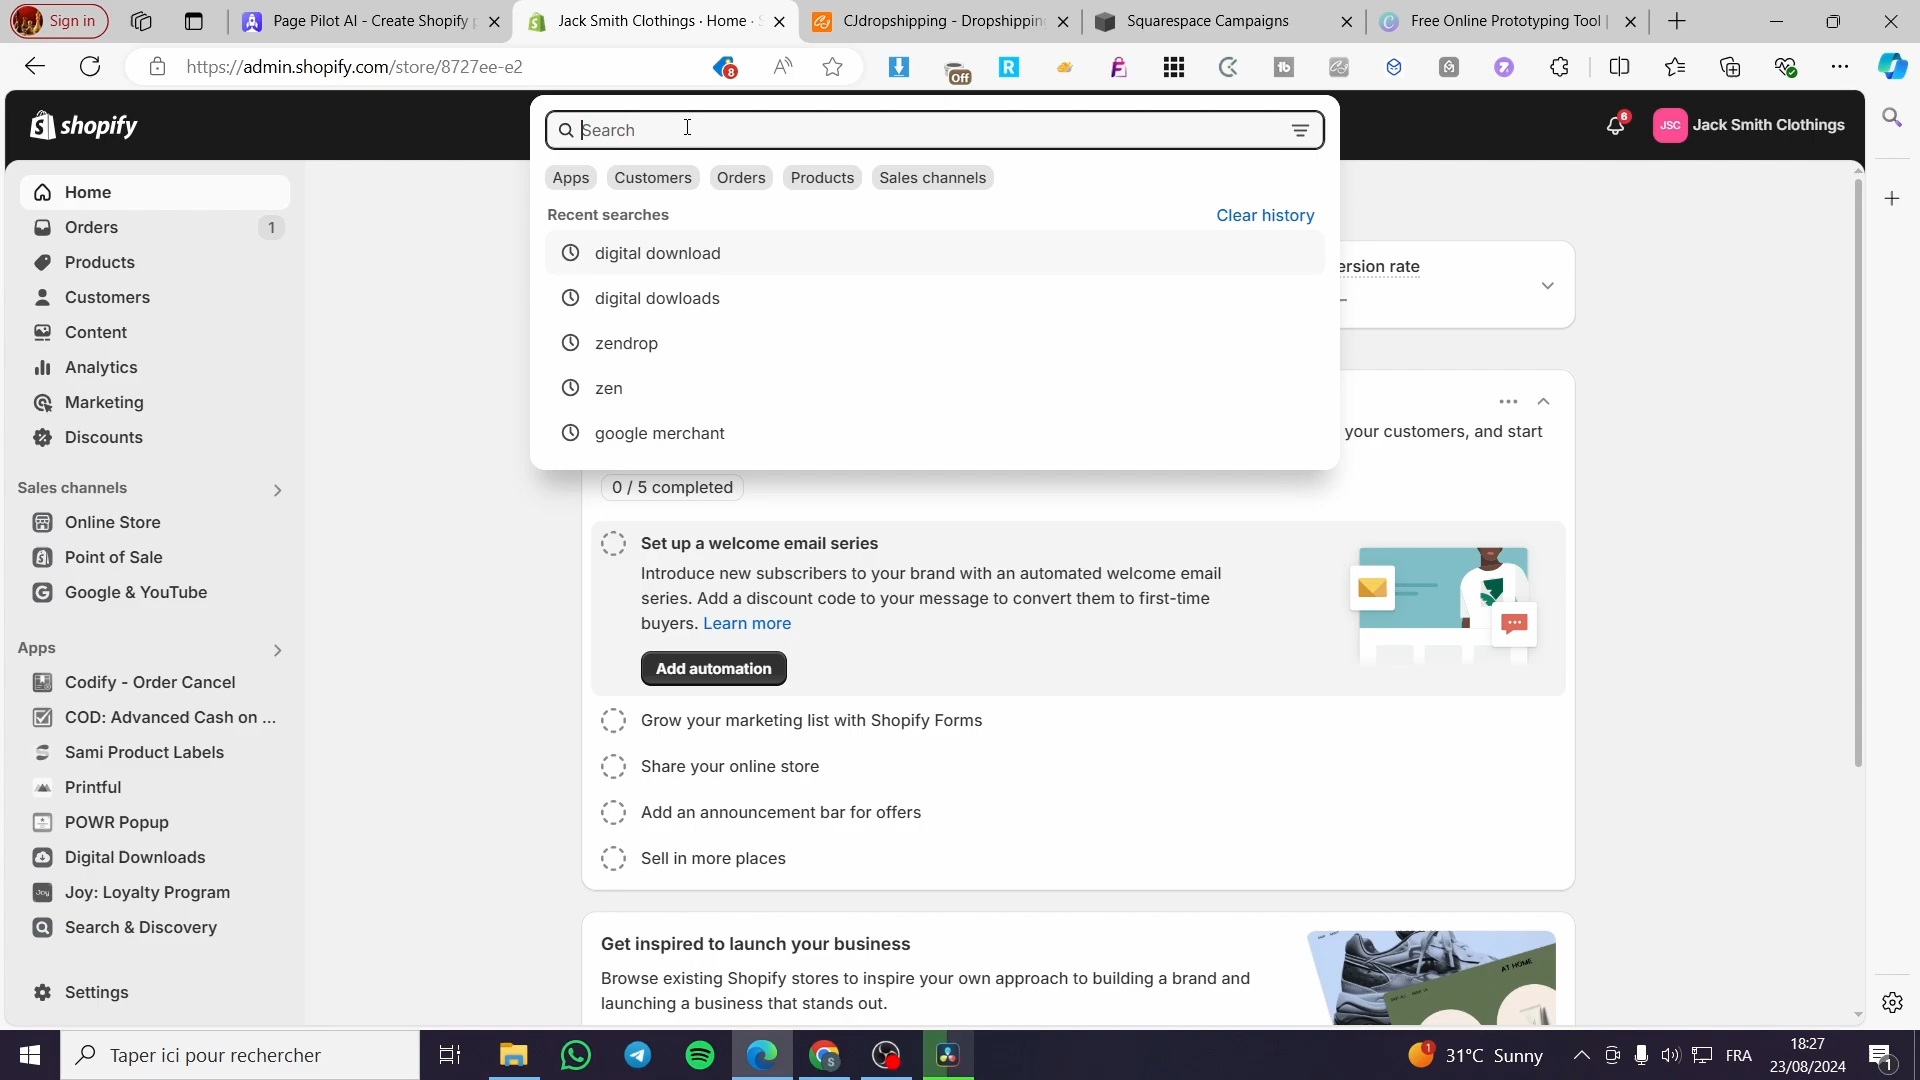 Sign in
Page Pilot AI - Create Shopify p
Jack Smith Clothings · Home · S
CJdropshipping - Dropshippin
Squarespace Campaigns
Free Online Prototyping Tool |
https://admin.shopify.com/store/8727ee-e2
8
Off
shopify
Search
6
JSC
Jack Smith Clothings
Apps
Customers
Orders
Products
Sales channels
Recent searches
Clear history
digital download
digital dowloads
zendrop
zen
google merchant
Home
Orders
1
Products
Customers
Content
Analytics
Marketing
Discounts
Sales channels
Online Store
Point of Sale
Google & YouTube
Apps
Codify - Order Cancel
COD: Advanced Cash on ...
Sami Product Labels
Printful
POWR Popup
Digital Downloads
Joy: Loyalty Program
Search & Discovery
Settings
ersion rate
your customers, and start
0 / 5 completed
Set up a welcome email series
Introduce new subscribers to your brand with an automated welcome email
series. Add a discount code to your message to convert them to first-time
buyers. Learn more
Add automation
Grow your marketing list with Shopify Forms
Share your online store
Add an announcement bar for offers
Sell in more places
Get inspired to launch your business
Browse existing Shopify stores to inspire your own approach to building a brand and
launching a business that stands out.
AT HOME
Taper ici pour rechercher
1
31°C Sunny
FRA
18:27
23/08/2024
1